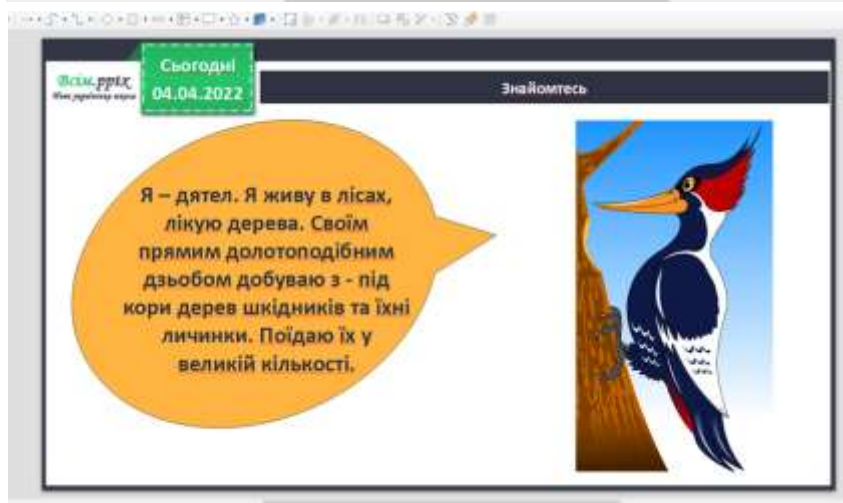 Всім.pptx
Сьогодні
04.04.2022
Знайомтесь
Я – дятел. Я живу в лісах,
лікую дерева. Своїм
прямим долотоподібним
дзьобом добуваю з - під
кори дерев шкідників та їхні
личинки. Поїдаю їх у
великій кількості.